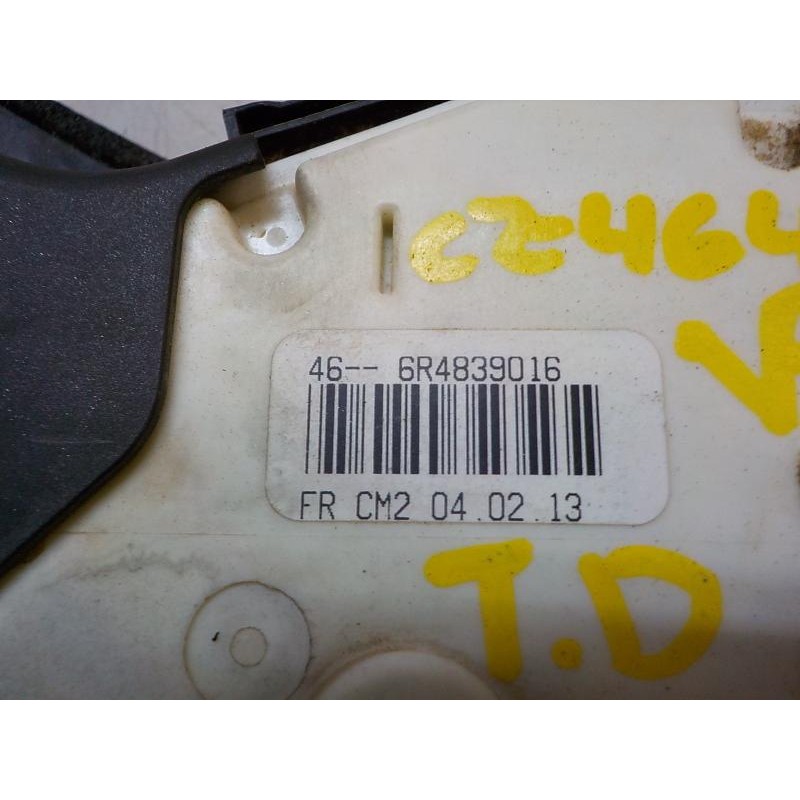 CZ464
46-- 6R4839016
FR CM2 04.02.13
T.D